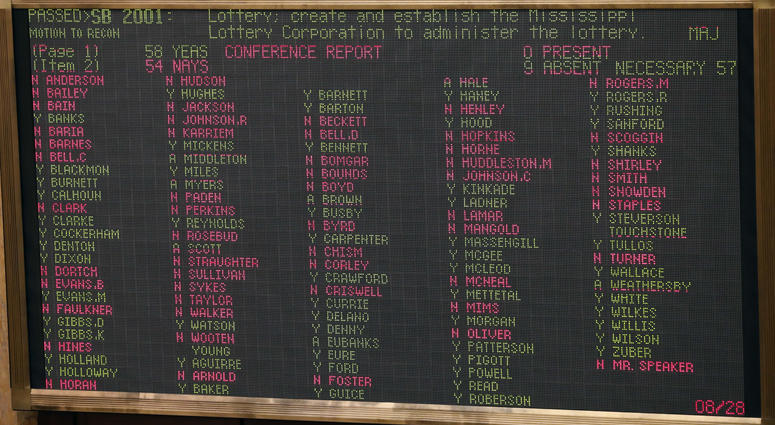 PASSED>SB 2001: Lottery; create and establish the Mississippi
MOTION TO RECON Lottery Corporation to administer the lottery. MAJ
(Page 1) 58 YEAS CONFERENCE REPORT 0 PRESENT
(Item 2) 54 NAYS 9 ABSENT NECESSARY 57
N ANDERSON
N BAILEY
N BAIN
Y BANKS
N BARIA
N BARNES
N BELL.C
Y BLACKMON
Y BURNETT
Y CALHOUN
N CLARK
Y CLARKE
Y COCKERHAM
Y DENTON
Y DIXON
N DORTCH
N EVANS.B
Y EVANS.M
N FAULKNER
Y GIBBS.D
Y GIBBS.K
N HINES
Y HOLLAND
Y HOLLOWAY
N HORAN
N HUDSON
Y HUGHES
N JACKSON
N JOHNSON.R
N KARRIEM
Y MICKENS
A MIDDLETON
Y MILES
A MYERS
N PADEN
N PERKINS
Y REYNOLDS
N ROSEBUD
A SCOTT
N STRAUGHTER
N SULLIVAN
N SYKES
N TAYLOR
N WALKER
Y WATSON
N WOOTEN
YOUNG
Y AGUIRRE
N ARNOLD
Y BAKER
Y BARNETT
Y BARTON
N BECKETT
N BELL.D
Y BENNETT
N BOMGAR
N BOUNDS
N BOYD
A BROWN
Y BUSBY
N BYRD
Y CARPENTER
N CHISM
N CORLEY
Y CRAWFORD
N CRISWELL
Y CURRIE
Y DELANO
Y DENNY
A EUBANKS
Y EURE
Y FORD
N FOSTER
Y GUICE
A HALE
Y HANEY
N HENLEY
Y HOOD
N HOPKINS
N HORNE
N HUDDLESTON.M
N JOHNSON.C
Y KINKADE
Y LADNER
N LAMAR
N MANGOLD
Y MASSENGILL
Y MCGEE
Y MCLEOD
N MCNEAL
Y METTETAL
N MIMS
Y MORGAN
N OLIVER
Y PATTERSON
Y PIGOTT
Y POWELL
Y READ
Y ROBERSON
N ROGERS.M
Y ROGERS.R
Y RUSHING
Y SANFORD
N SCOGGIN
Y SHANKS
N SHIRLEY
N SMITH
N SNOWDEN
N STAPLES
Y STEVERSON
TOUCHSTONE
Y TULLOS
N TURNER
Y WALLACE
A WEATHERSBY
Y WHITE
Y WILKES
Y WILLIS
Y WILSON
Y ZUBER
N MR. SPEAKER
08/28